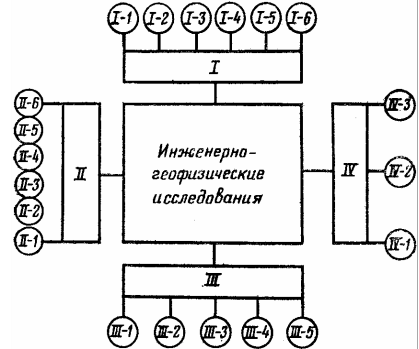 I-1 I-2 I-3 I-4 I-5 I-6
I
II-6
II-5
II-4
II-3
II-2
II-1
II
Инженерно-
геофизические
исследования
IV
IV-3
IV-2
IV-1
III
III-1 III-2 III-3 III-4 III-5